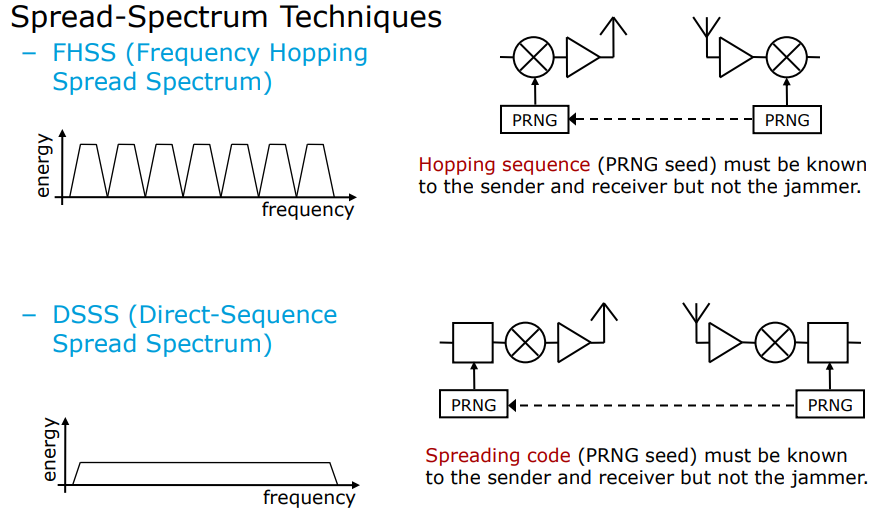 Spread-Spectrum Techniques
– FHSS (Frequency Hopping
Spread Spectrum)
energy
frequency
PRNG
PRNG
Hopping sequence (PRNG seed) must be known
to the sender and receiver but not the jammer.
– DSSS (Direct-Sequence
Spread Spectrum)
energy
frequency
PRNG
PRNG
Spreading code (PRNG seed) must be known
to the sender and receiver but not the jammer.